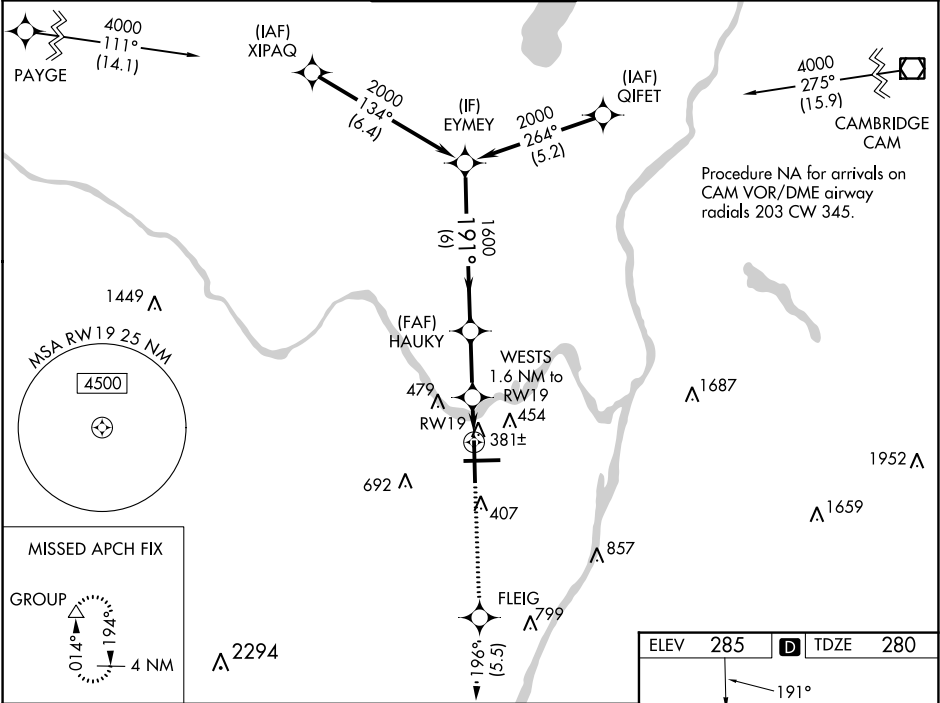 4000
111°
(14.1)
PAYGE
(IAF)
XIPAQ
2000
134°
(6.4)
(IF)
EYMEY
(IAF)
QIFET
2000
264°
(5.2)
4000
275°
(15.9)
CAMBRIDGE
CAM
Procedure NA for arrivals on
CAM VOR/DME airway
radials 203 CW 345.
1600
191°
(6)
1449
MSA RW19 25 NM
4500
(FAF)
HAUKY
WESTS
1.6 NM to
RW19
479
454
RW19
381±
1687
692
407
1952
1659
857
MISSED APCH FIX
GROUP
014°
194°
4 NM
FLEIG
799
196°
(5.5)
2294
ELEV 285 D TDZE 280
191°